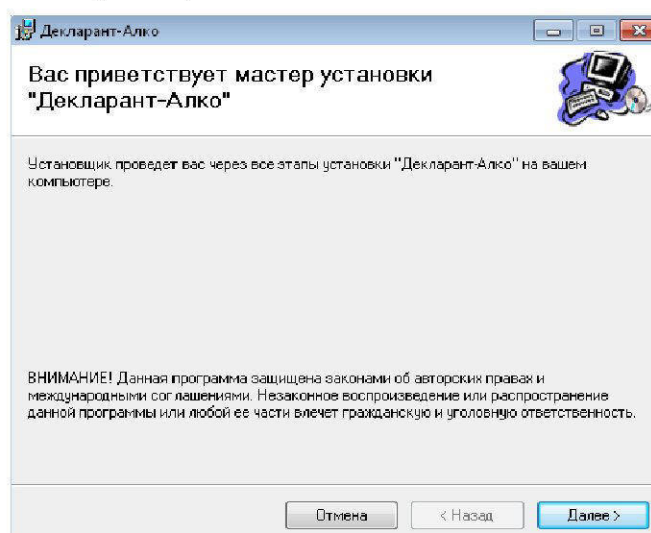 Декларант-Алко
Вас приветствует мастер установки
"Декларант-Алко"
Установщик проведет вас через все этапы установки "Декларант-Алко" на вашем
компьютере.
ВНИМАНИЕ! Данная программа защищена законами об авторских правах и
международными соглашениями. Незаконное воспроизведение или распространение
данной программы или любой ее части влечет гражданскую и уголовную ответственность.
Отмена
< Назад
Далее >